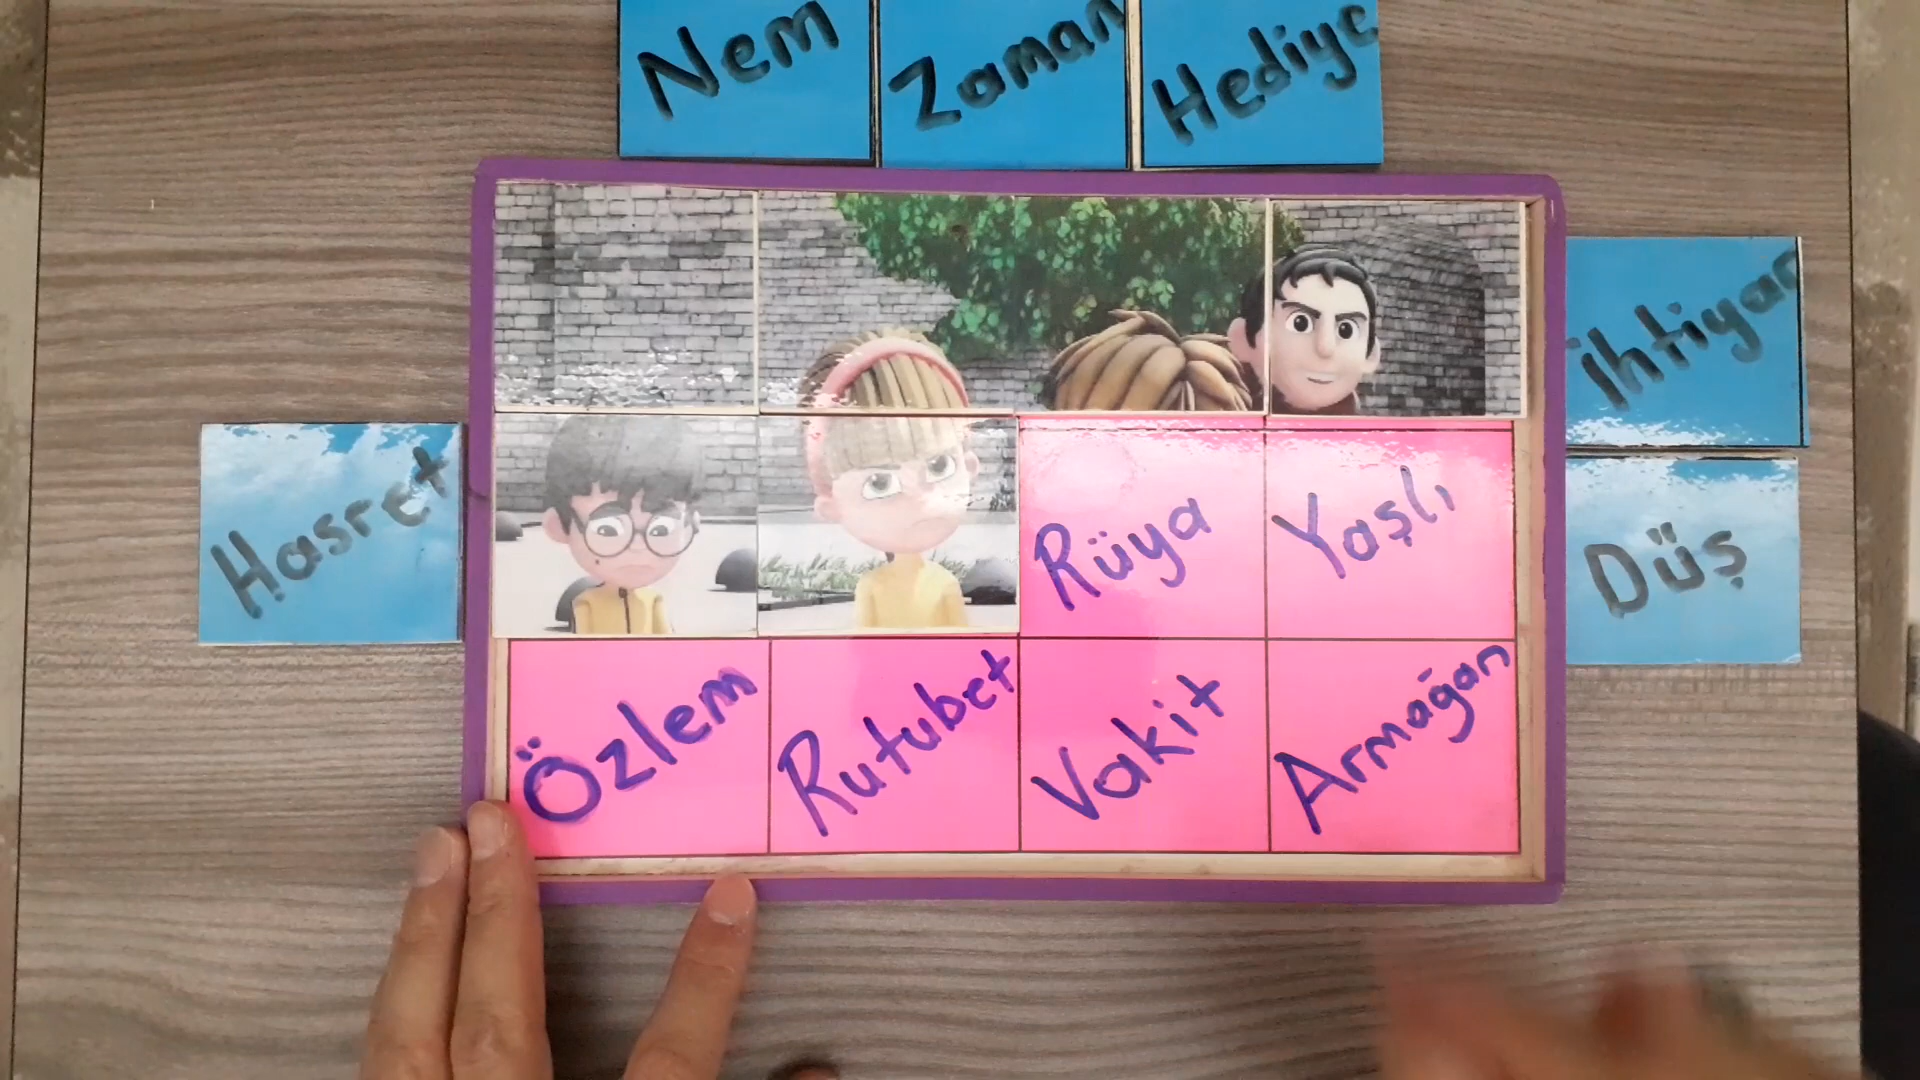 Nem
Zaman
Hediye
İhtiyar
Hasret
Düş
Rüya
Yaşlı
Özlem
Rutubet
Vakit
Armağan